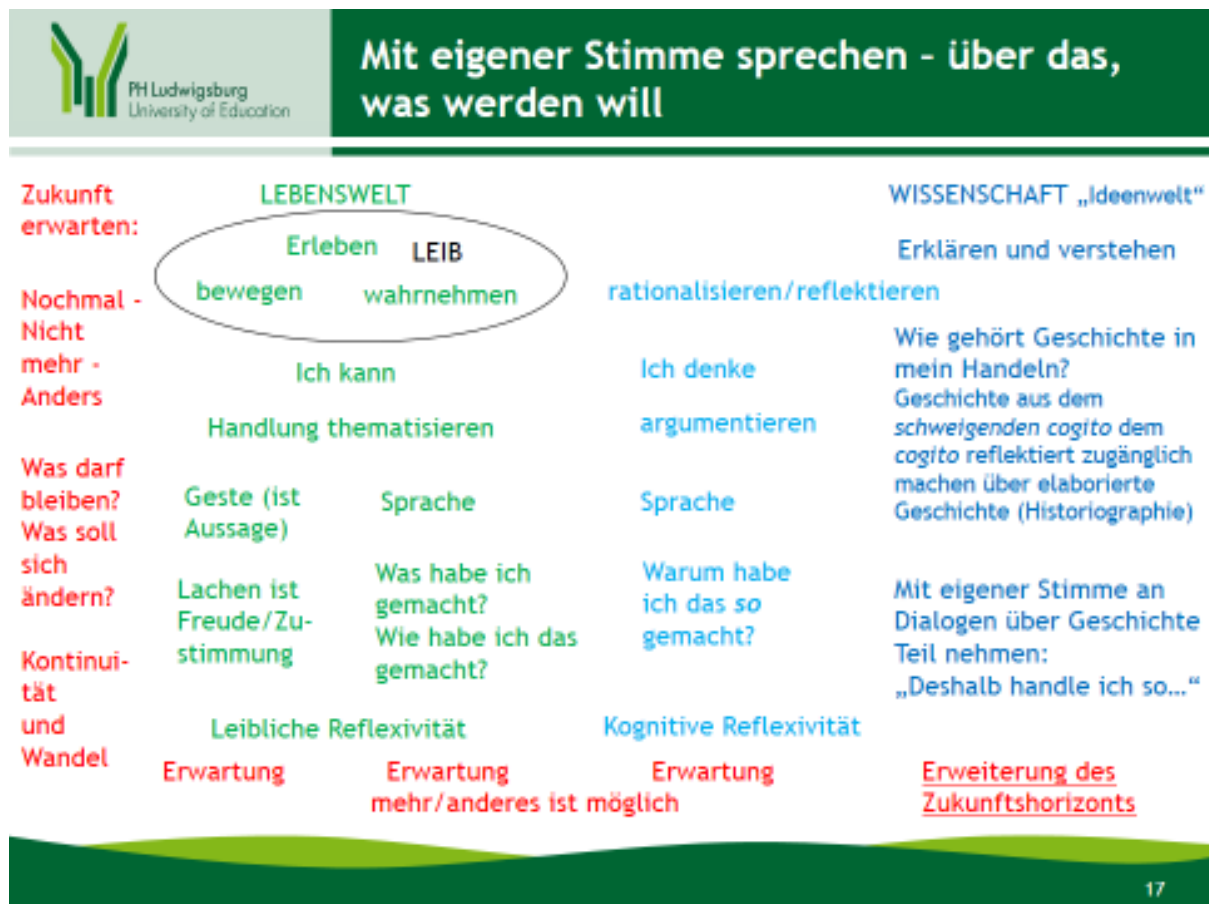 PH Ludwigsburg
University of Education
Mit eigener Stimme sprechen – über das,
was werden will
Zukunft
erwarten:
Nochmal -
Nicht
mehr -
Anders
Was darf
bleiben?
Was soll
sich
ändern?
Kontinui-
tät
und
Wandel
LEBENSWELT
Erleben LEIB
bewegen wahrnehmen
Ich kann
Handlung thematisieren
Geste (ist
Aussage)
Lachen ist
Freude/Zu-
stimmung
Sprache
Was habe ich
gemacht?
Wie habe ich das
gemacht?
Leibliche Reflexivität
rationalisieren/reflektieren
Ich denke
argumentieren
Sprache
Warum habe
ich das so
gemacht?
Kognitive Reflexivität
WISSENSCHAFT „Ideenwelt“
Erklären und verstehen
Wie gehört Geschichte in
mein Handeln?
Geschichte aus dem
schweigenden cogito dem
cogito reflektiert zugänglich
machen über elaborierte
Geschichte (Historiographie)
Mit eigener Stimme an
Dialogen über Geschichte
Teil nehmen:
„Deshalb handle ich so…“
Erwartung Erwartung Erwartung
mehr/anderes ist möglich
Erweiterung des
Zukunftshorizonts
17